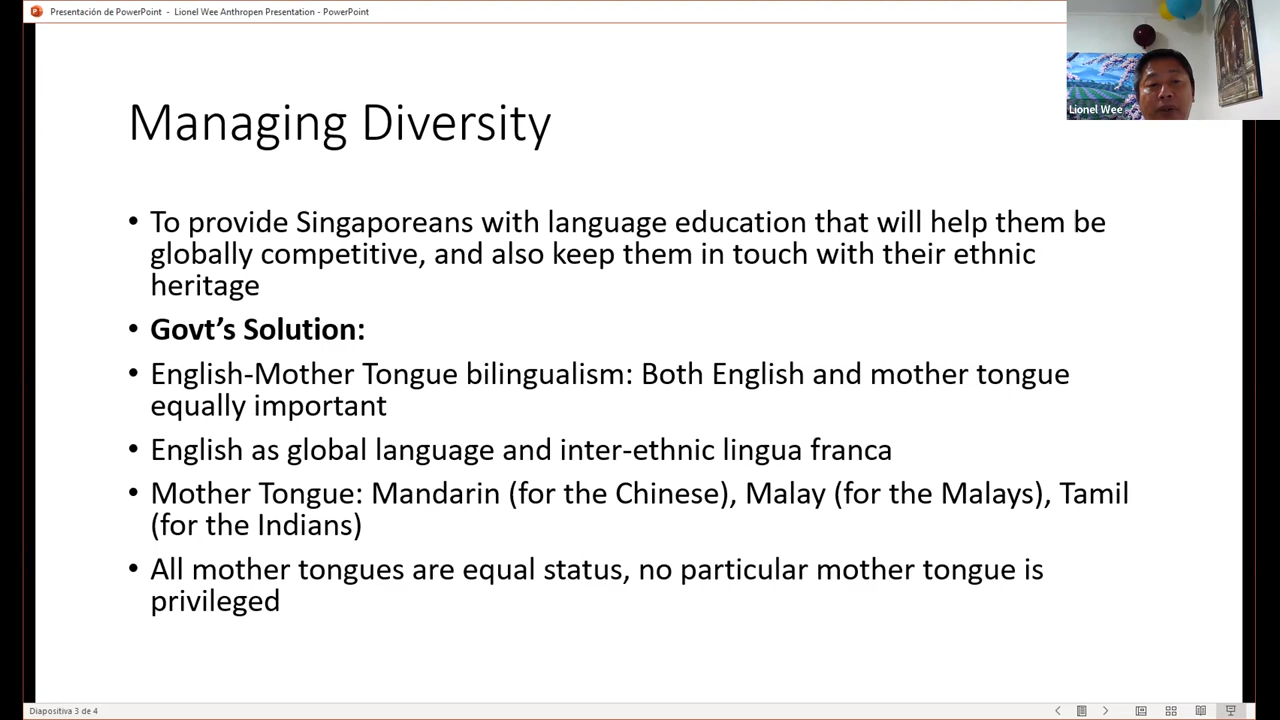 Presentación de PowerPoint - Lionel Wee Anthropen Presentation - PowerPoint
Lionel Wee
Managing Diversity
• To provide Singaporeans with language education that will help them be
globally competitive, and also keep them in touch with their ethnic
heritage
• Govt’s Solution:
• English-Mother Tongue bilingualism: Both English and mother tongue
equally important
• English as global language and inter-ethnic lingua franca
• Mother Tongue: Mandarin (for the Chinese), Malay (for the Malays), Tamil
(for the Indians)
• All mother tongues are equal status, no particular mother tongue is
privileged
Diapositiva 3 de 4